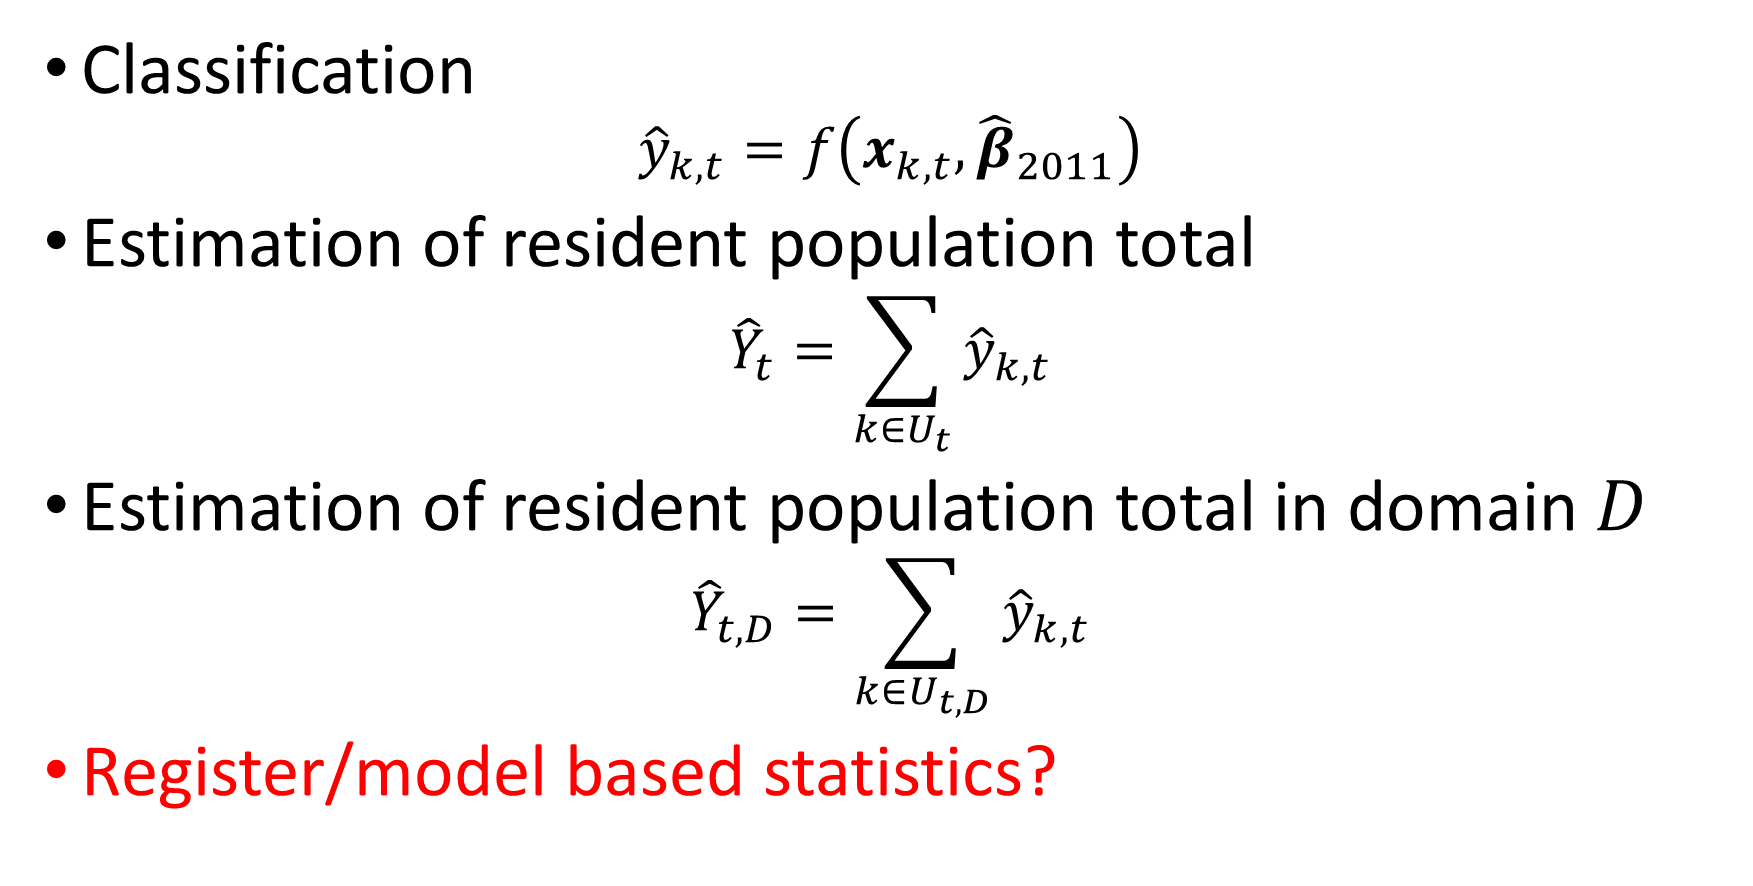 • Classification
ŷ_{k,t} = f(𝒙_{k,t}, 𝜷̂_{2011})
• Estimation of resident population total
Ŷ_t = ∑_{k∈U_t} ŷ_{k,t}
• Estimation of resident population total in domain D
Ŷ_{t,D} = ∑_{k∈U_{t,D}} ŷ_{k,t}
• Register/model based statistics?